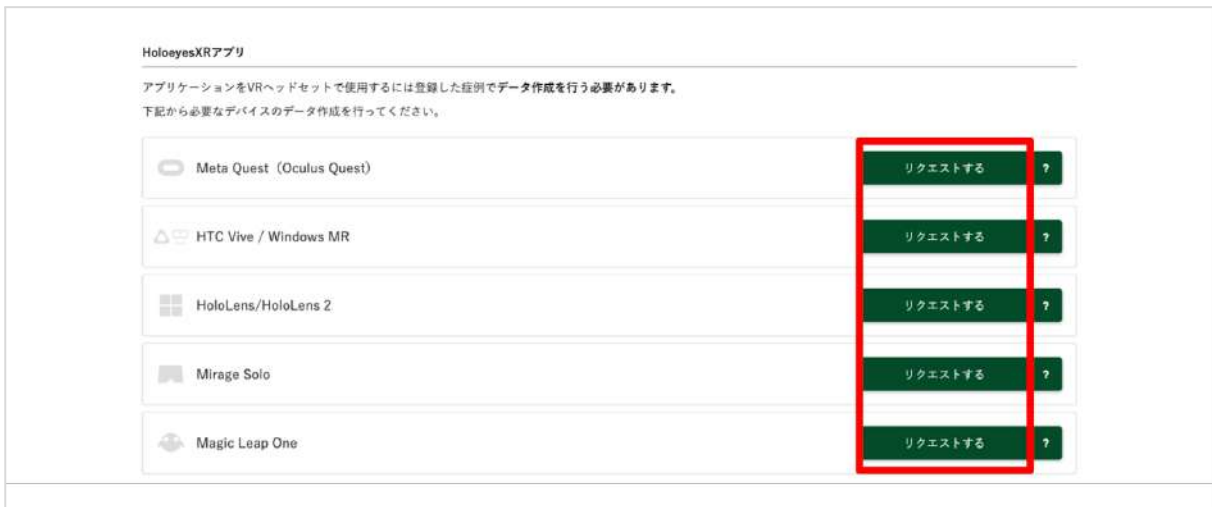 HoloeyesXRアプリ
アプリケーションをVRヘッドセットで使用するには登録した症例でデータ作成を行う必要があります。
下記から必要なデバイスのデータ作成を行ってください。
Meta Quest（Oculus Quest） リクエストする ?
HTC Vive / Windows MR リクエストする ?
HoloLens/HoloLens 2 リクエストする ?
Mirage Solo リクエストする ?
Magic Leap One リクエストする ?